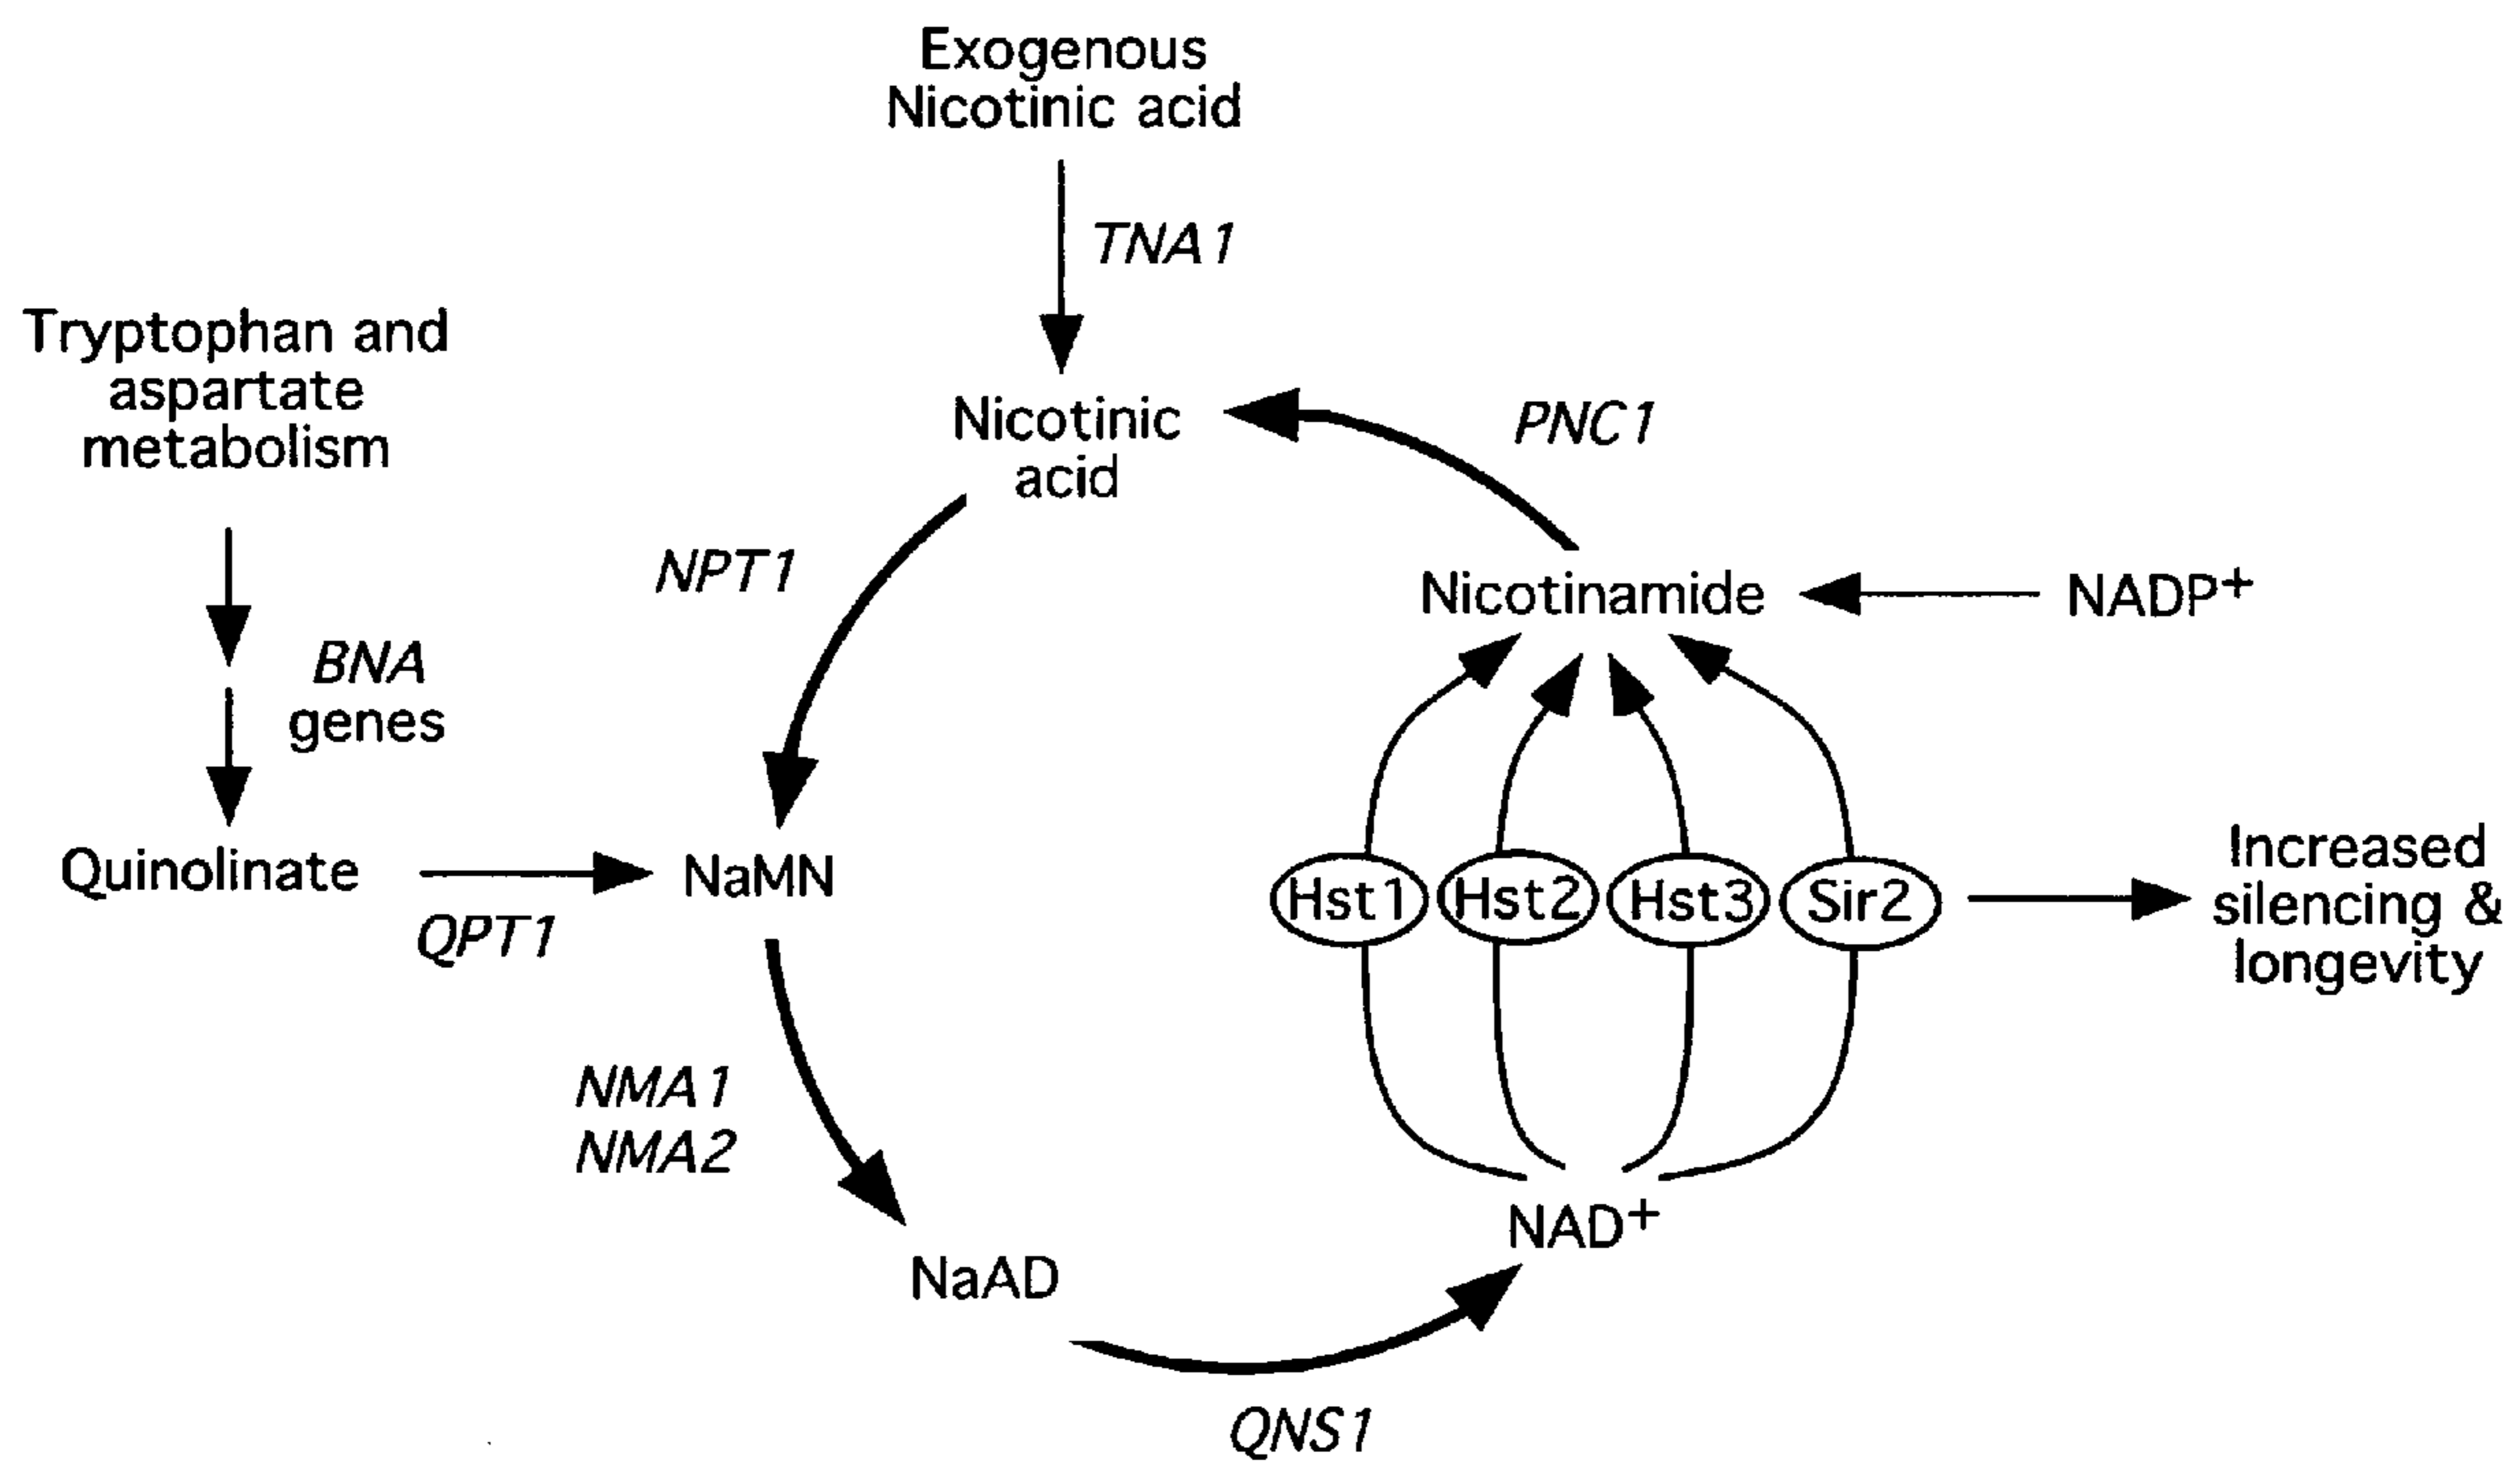 Exogenous
Nicotinic acid
TNA1
Tryptophan and
aspartate
metabolism
Nicotinic
acid
PNC1
NPT1
Nicotinamide
NADP+
BNA
genes
Quinolinate
QPT1
NaMN
Hst1
Hst2
Hst3
Sir2
Increased
silencing &
longevity
NMA1
NMA2
NAD+
NaAD
QNS1